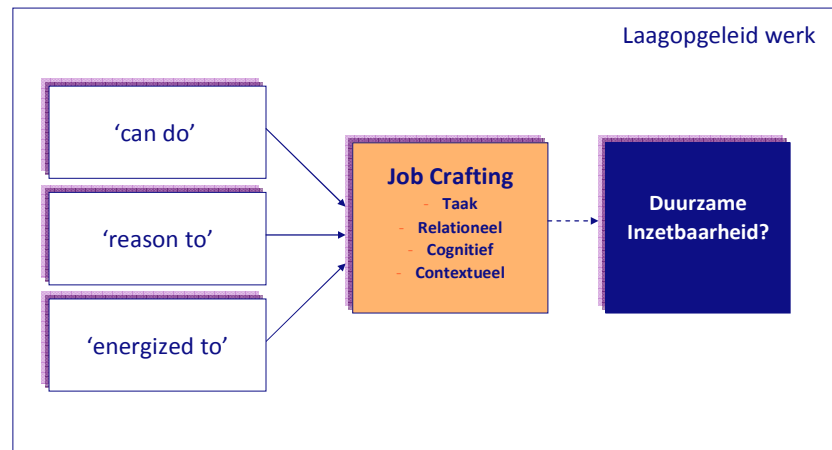 Laagopgeleid werk
‘can do’
‘reason to’
‘energized to’
Job Crafting
- Taak
- Relationeel
- Cognitief
- Contextueel
Duurzame
Inzetbaarheid?